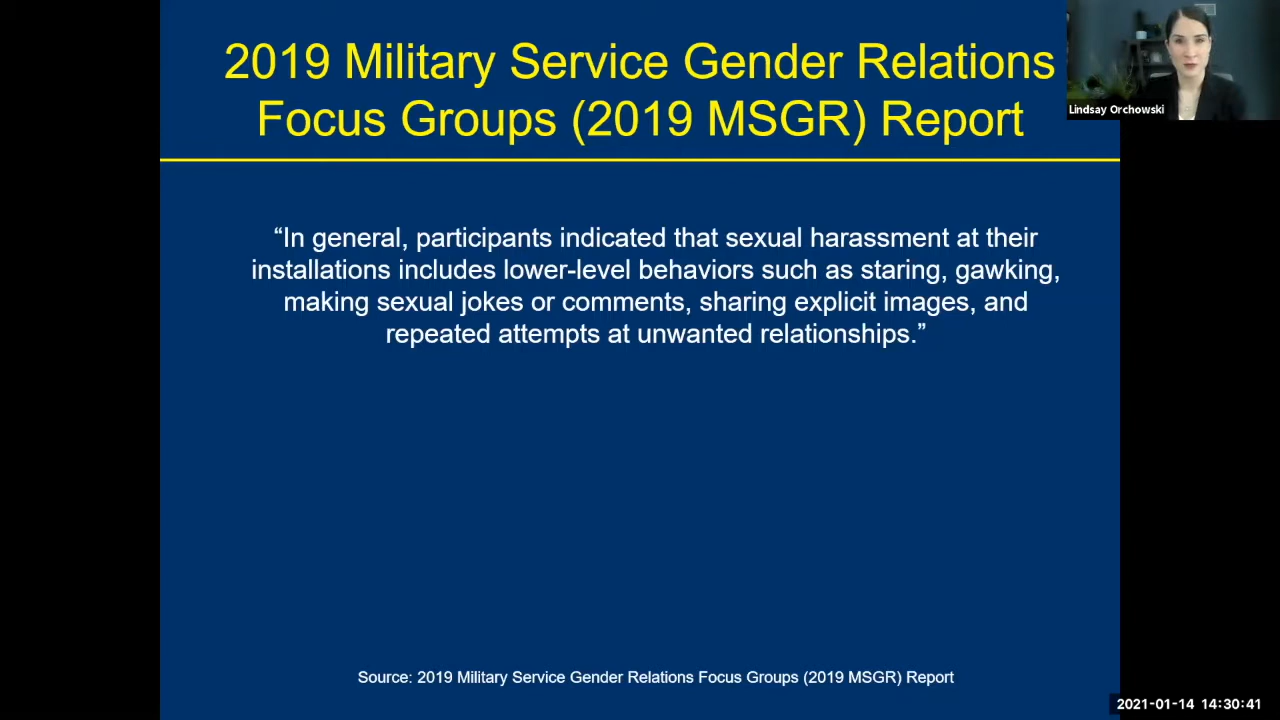 2019 Military Service Gender Relations
Focus Groups (2019 MSGR) Report
Lindsay Orchowski
“In general, participants indicated that sexual harassment at their
installations includes lower-level behaviors such as staring, gawking,
making sexual jokes or comments, sharing explicit images, and
repeated attempts at unwanted relationships.”
Source: 2019 Military Service Gender Relations Focus Groups (2019 MSGR) Report
2021-01-14 14:30:41